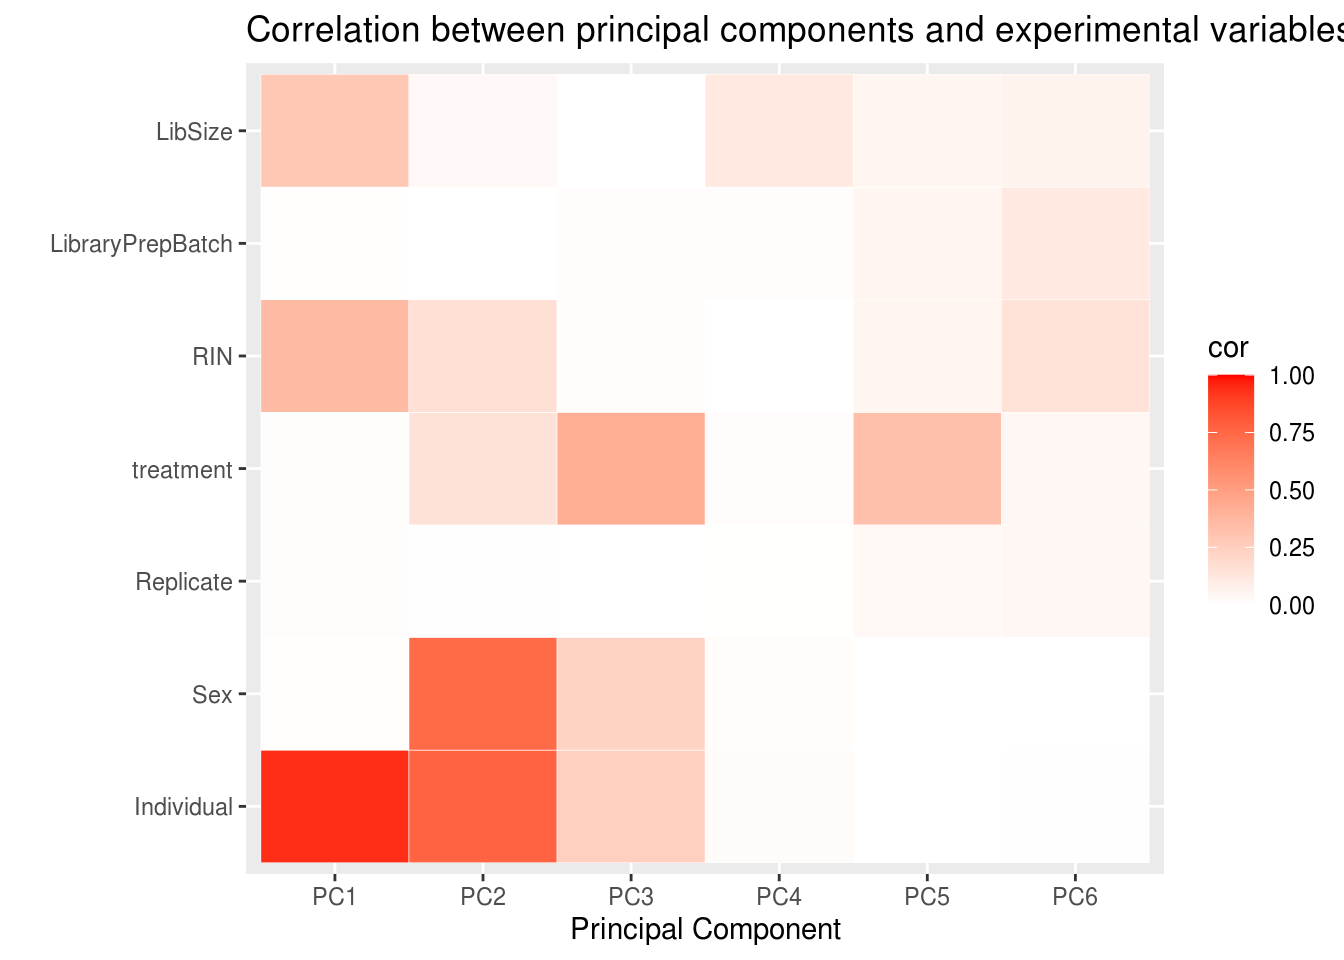 Correlation between principal components and experimental variables
LibSize
LibraryPrepBatch
RIN
treatment
Replicate
Sex
Individual
PC1 PC2 PC3 PC4 PC5 PC6
Principal Component
cor
1.00
0.75
0.50
0.25
0.00